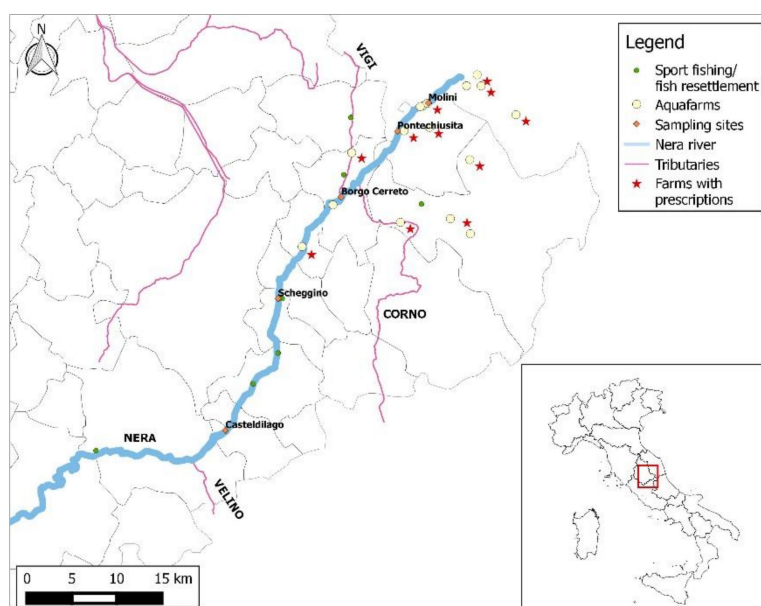 N
VIGI
Molini
Pontechiusita
Borgo Cerreto
Scheggino
CORNO
Casteldilago
NERA
VELINO
0 5 10 15 km
Legend
Sport fishing/
fish resettlement
Aquafarms
Sampling sites
Nera river
Tributaries
Farms with
prescriptions